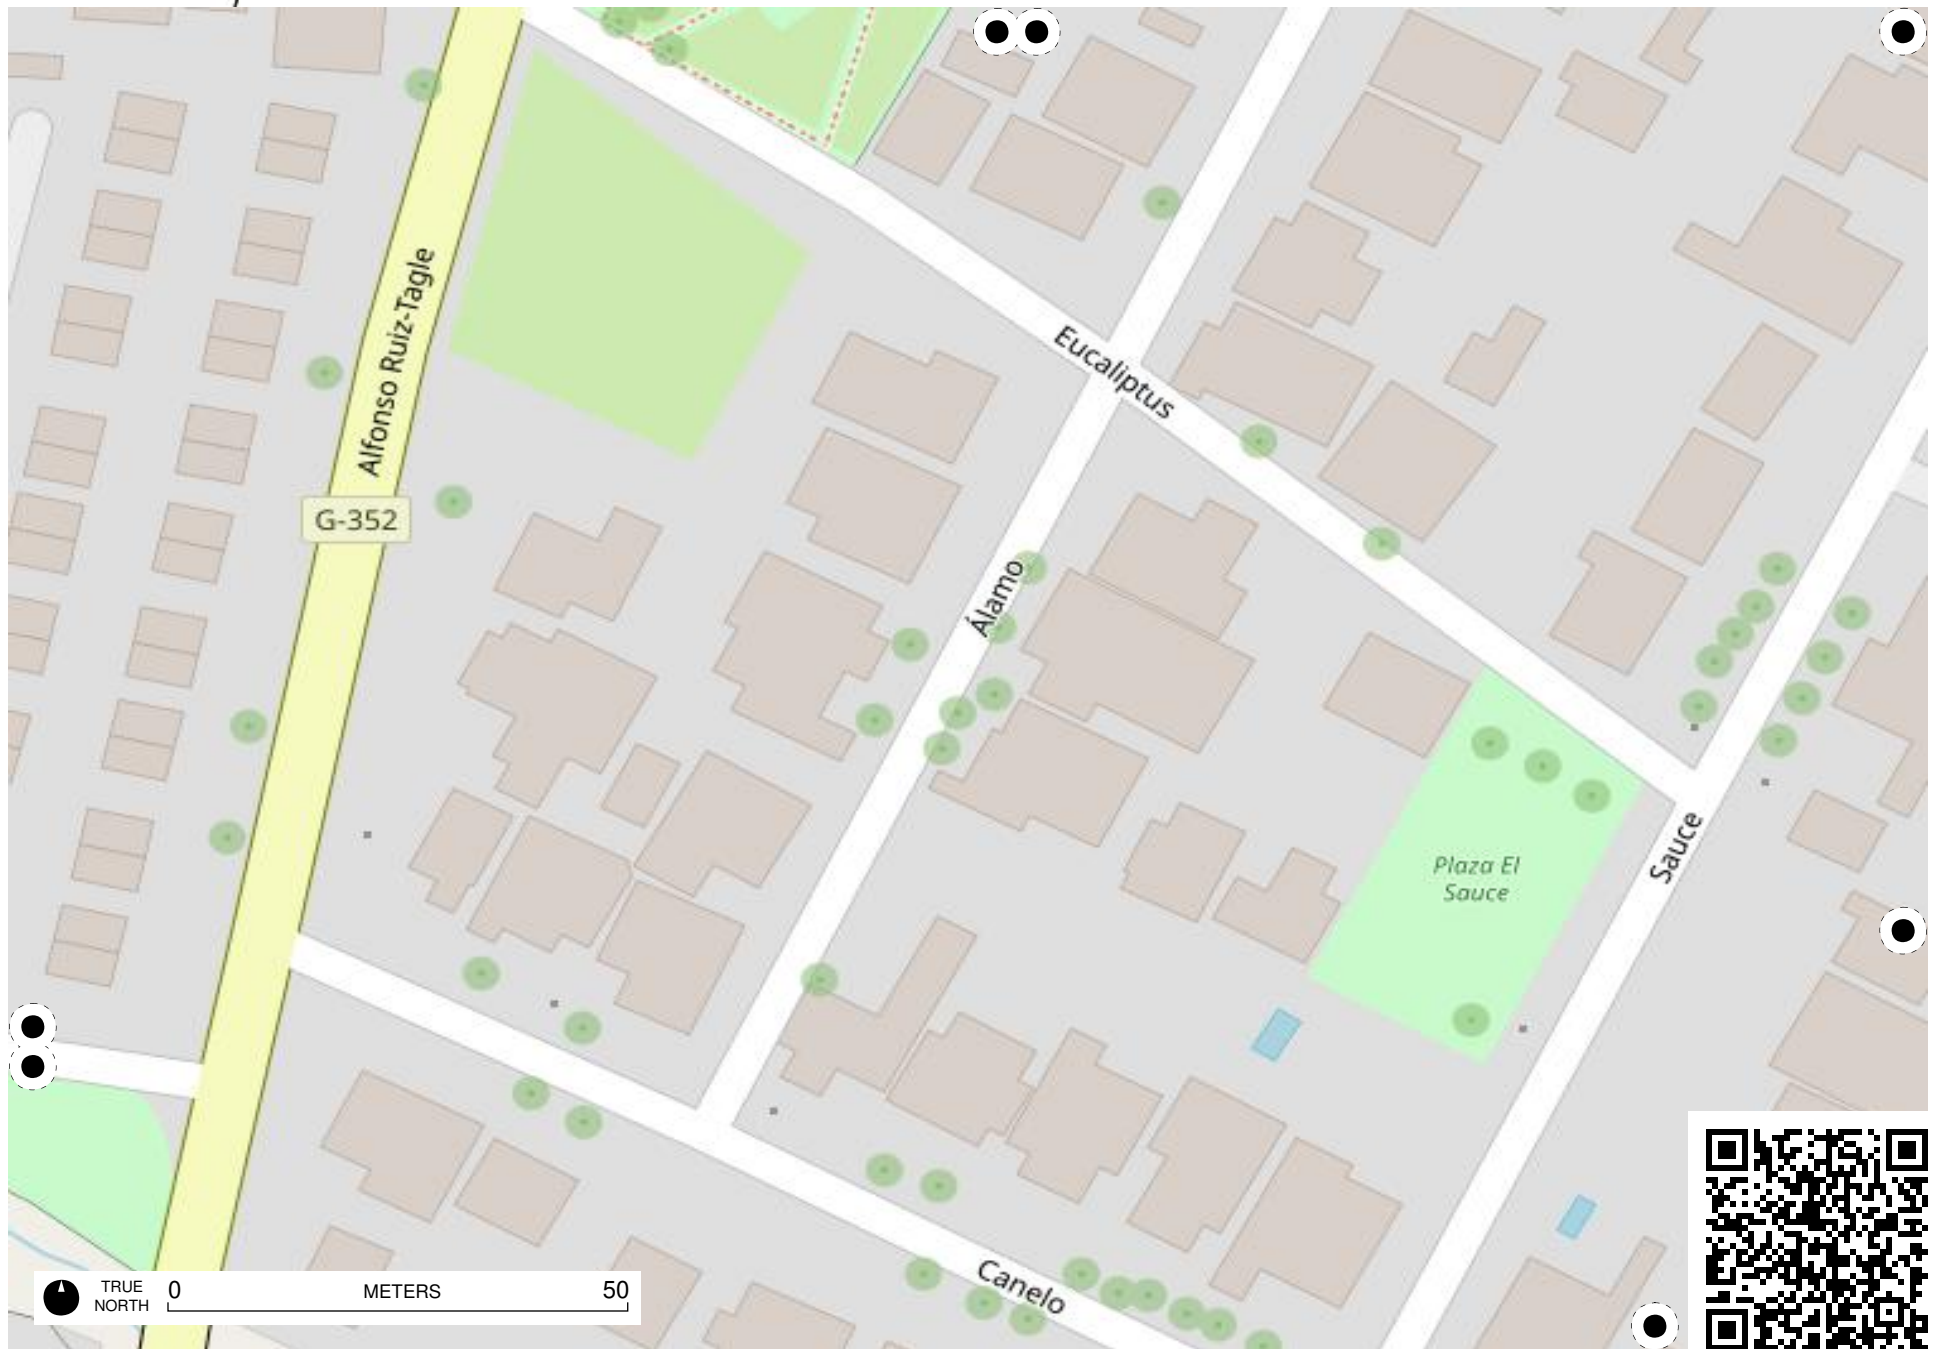 Alfonso Ruiz-Tagle
Eucaliptus
G-352
Álamo
Sauce
Plaza El
Sauce
Canelo
TRUE
NORTH
0 METERS 50